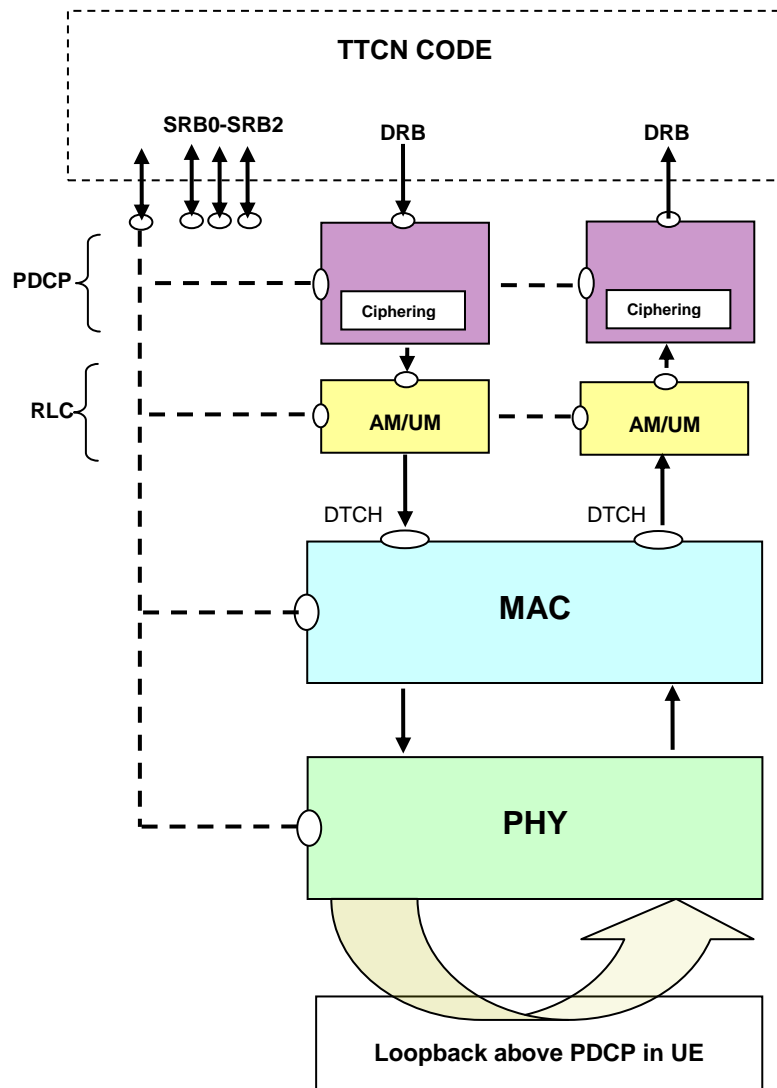 TTCN CODE
SRB0-SRB2
DRB
DRB
PDCP
Ciphering
Ciphering
RLC
AM/UM
AM/UM
DTCH
DTCH
MAC
PHY
Loopback above PDCP in UE